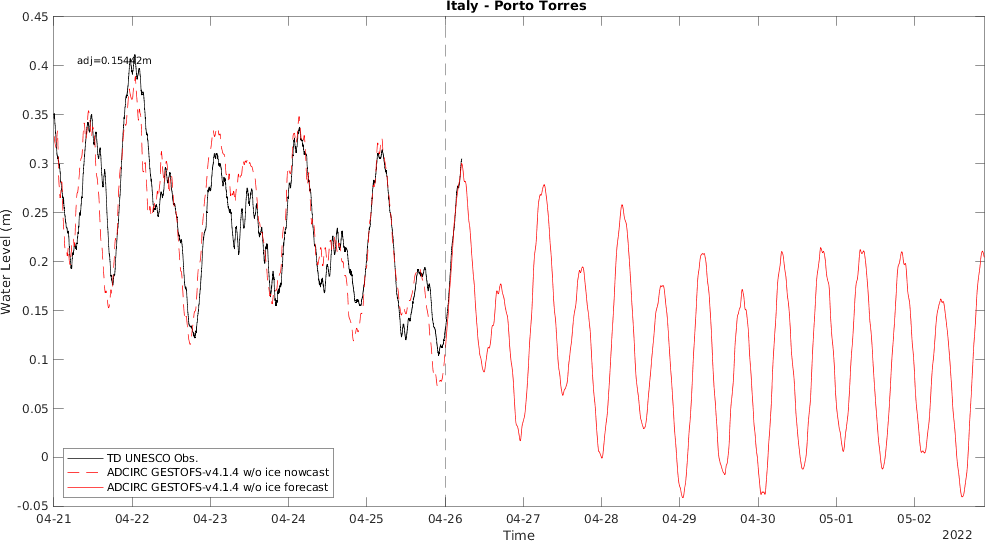 Italy - Porto Torres
0.45
0.4
0.35
0.3
0.25
0.2
0.15
0.1
0.05
0
-0.05
Water Level (m)
adj=0.15442m
TD UNESCO Obs.
ADCIRC GESTOFS-v4.1.4 w/o ice nowcast
ADCIRC GESTOFS-v4.1.4 w/o ice forecast
04-21 04-22 04-23 04-24 04-25 04-26 04-27 04-28 04-29 04-30 05-01 05-02
Time
2022